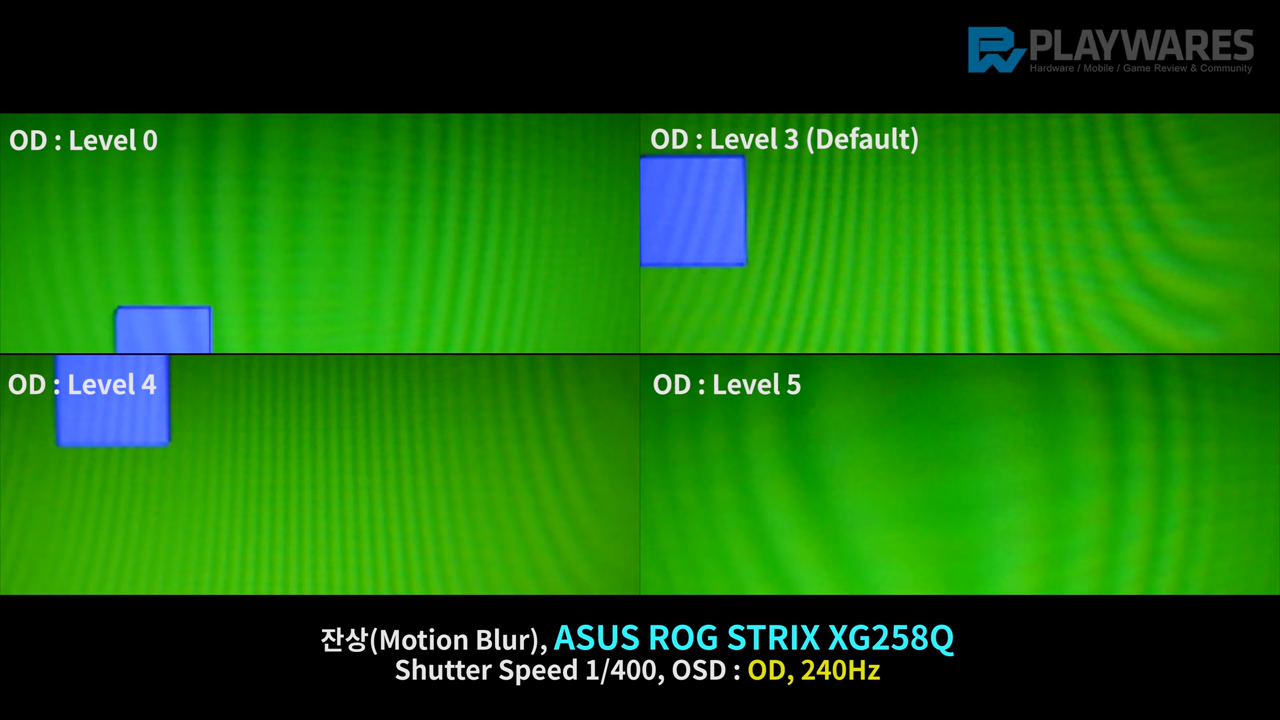 PLAYWARES
Hardware / Mobile / Game Review & Community
OD : Level 0
OD : Level 3 (Default)
OD : Level 4
OD : Level 5
잔상(Motion Blur), ASUS ROG STRIX XG258Q
Shutter Speed 1/400, OSD : OD, 240Hz